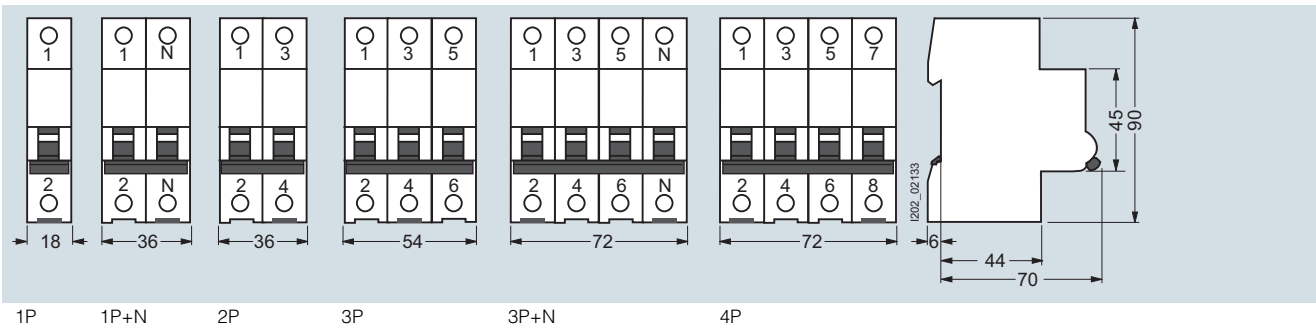 1 1 N 1 3 1 3 5 1 3 5 N 1 3 5 7
45
90
2 2 N 2 4 2 4 6 2 4 6 N 2 4 6 8
I202_02133
18 36 36 54 72 72 6
44
70
1P 1P+N 2P 3P 3P+N 4P